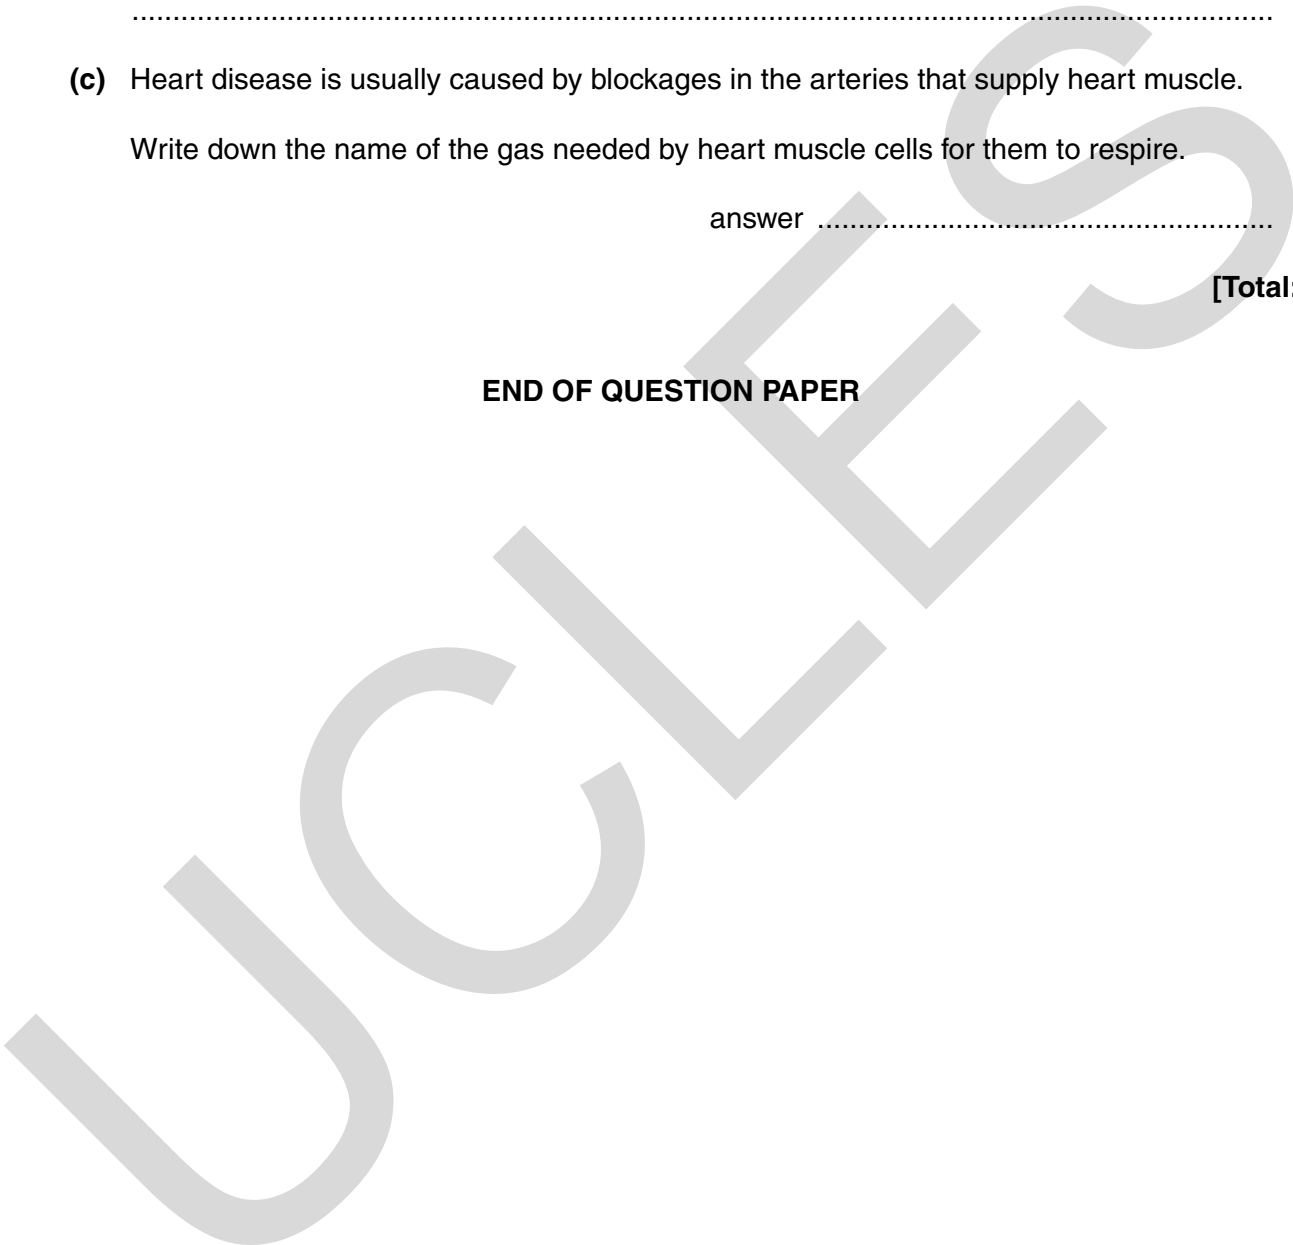 ............................................................................................................................................
(c) Heart disease is usually caused by blockages in the arteries that supply heart muscle.
Write down the name of the gas needed by heart muscle cells for them to respire.
answer ........................................................
[Total:
END OF QUESTION PAPER
UCLES